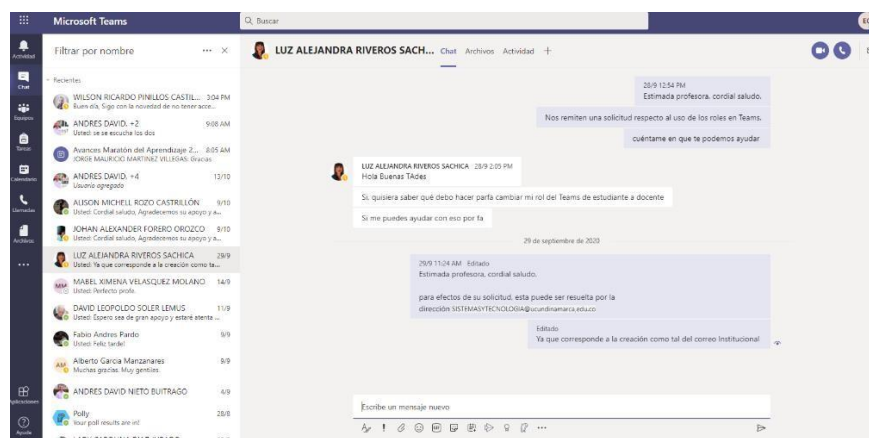 Microsoft Teams
Buscar
Actividad
Chat
Equipos
Tareas
Calendario
Llamadas
Archivos
Aplicaciones
Ayuda
Filtrar por nombre
Recientes
WILSON RICARDO PINILLOS CASTIL... 3:04 PM
Buen día, Sigo con la novedad de no tener acce...
ANDRES DAVID, +2 9:08 AM
Usted: se se escucha los dos
Avances Maratón del Aprendizaje 2... 8:05 AM
JORGE MAURICIO MARTINEZ VILLEGAS: Gracias
ANDRES DAVID, +4 13/10
Usuario agregado
ALISON MICHELL ROZO CASTRILLÓN 9/10
Usted: Cordial saludo, Agradecemos su apoyo y a...
JOHAN ALEXANDER FORERO OROZCO 9/10
Usted: Cordial saludo, Agradecemos su apoyo y a...
LUZ ALEJANDRA RIVEROS SACHICA 29/9
Usted: Ya que corresponde a la creación como ta...
MABEL XIMENA VELASQUEZ MOLANO 14/9
Usted: Perfecto profe.
DAVID LEOPOLDO SOLER LEMUS 11/9
Usted: Espero sea de gran apoyo y estaré atenta ...
Fabio Andres Pardo 9/9
Usted: Feliz tarde!
Alberto Garcia Manzanares 9/9
Muchas gracias. Muy gentiles.
ANDRES DAVID NIETO BUITRAGO 4/9
Polly 28/8
Your poll results are in!
LUZ ALEJANDRA RIVEROS SACH... Chat Archivos Actividad
28/9 12:54 PM
Estimada profesora, cordial saludo.
Nos remiten una solicitud respecto al uso de los roles en Teams.
cuéntame en que te podemos ayudar
LUZ ALEJANDRA RIVEROS SACHICA 28/9 2:05 PM
Hola Buenas TAdes
Si, quisiera saber qué debo hacer parfa cambiar mi rol del Teams de estudiante a docente
Si me puedes ayudar con eso por fa
29 de septiembre de 2020
29/9 11:24 AM Editado
Estimada profesora, cordial saludo.
para efectos de su solicitud, esta puede ser resuelta por la
dirección SISTEMASYTECNOLOGIA@ucundinamarca.edu.co
Editado
Ya que corresponde a la creación como tal del correo Institucional
Escribe un mensaje nuevo